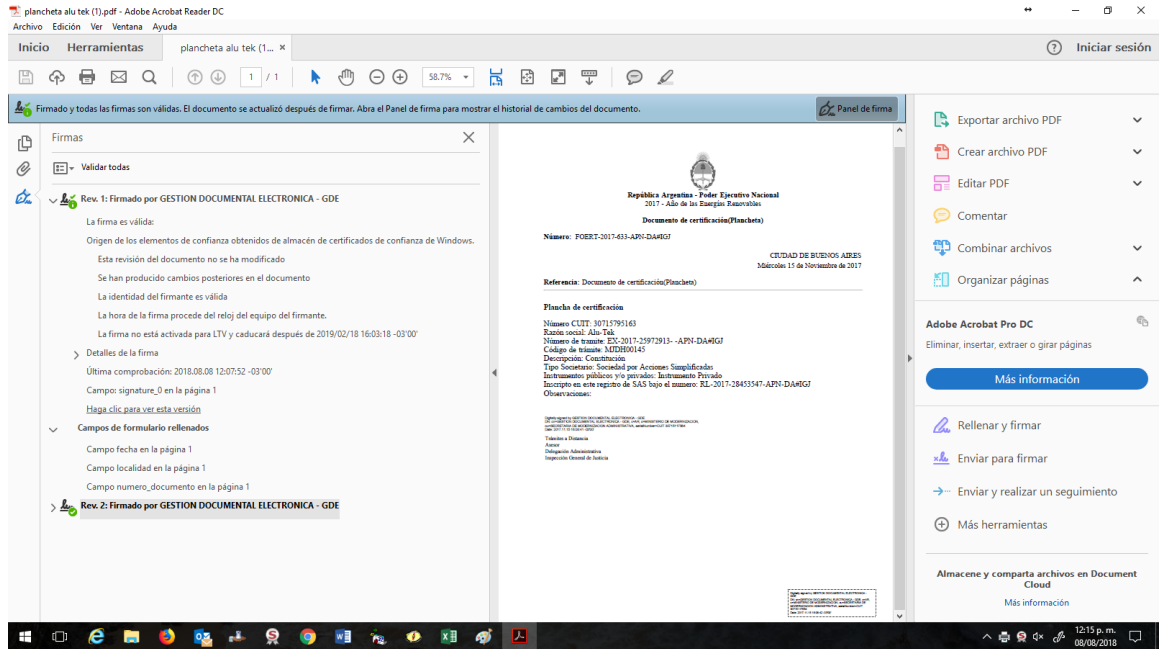 plancheta alu tek (1).pdf - Adobe Acrobat Reader DC
Archivo Edición Ver Ventana Ayuda
Inicio Herramientas plancheta alu tek (1... × Iniciar sesión
1 / 1 58.7%
Firmado y todas las firmas son válidas. El documento se actualizó después de firmar. Abra el Panel de firma para mostrar el historial de cambios del documento. Panel de firma
Firmas
Validar todas
Rev. 1: Firmado por GESTION DOCUMENTAL ELECTRONICA - GDE
La firma es válida:
Origen de los elementos de confianza obtenidos de almacén de certificados de confianza de Windows.
Esta revisión del documento no se ha modificado
Se han producido cambios posteriores en el documento
La identidad del firmante es válida
La hora de la firma procede del reloj del equipo del firmante.
La firma no está activada para LTV y caducará después de 2019/02/18 16:03:18 -03'00'
Detalles de la firma
Última comprobación: 2018.08.08 12:07:52 -03'00'
Campo: signature_0 en la página 1
Haga clic para ver esta versión
Campos de formulario rellenados
Campo fecha en la página 1
Campo localidad en la página 1
Campo numero_documento en la página 1
Rev. 2: Firmado por GESTION DOCUMENTAL ELECTRONICA - GDE
República Argentina - Poder Ejecutivo Nacional
2017 - Año de las Energías Renovables
Documento de certificación(Plancheta)
Número: FOERT-2017-633-APN-DA#IGJ
CIUDAD DE BUENOS AIRES
Miércoles 15 de Noviembre de 2017
Referencia: Documento de certificación(Plancheta)
Plancha de certificación
Número CUIT: 30715795163
Razón social: Alu-Tek
Número de tramite: EX-2017-25972913- -APN-DA#IGJ
Código de trámite: MJDH00145
Descripción: Constitución
Tipo Societario: Sociedad por Acciones Simplificadas
Instrumentos públicos y/o privados: Instrumento Privado
Inscripto en este registro de SAS bajo el numero: RL-2017-28453547-APN-DA#IGJ
Observaciones:
Digitally signed by GESTION DOCUMENTAL ELECTRONICA - GDE
Trámites a Distancia
Asesor
Delegación Administrativa
Inspección General de Justicia
Exportar archivo PDF
Crear archivo PDF
Editar PDF
Comentar
Combinar archivos
Organizar páginas
Adobe Acrobat Pro DC
Eliminar, insertar, extraer o girar páginas
Más información
Rellenar y firmar
Enviar para firmar
Enviar y realizar un seguimiento
Más herramientas
Almacene y comparta archivos en Document
Cloud
Más información
12:15 p. m.
08/08/2018